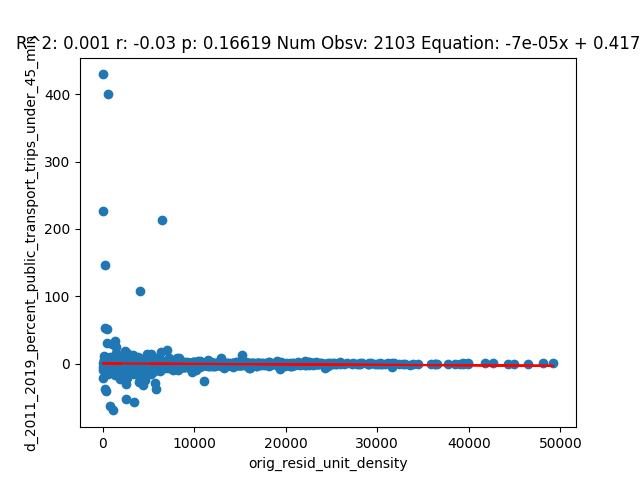 R^2: 0.001 r: -0.03 p: 0.16619 Num Obsv: 2103 Equation: -7e-05x + 0.417
d_2011_2019_percent_public_transport_trips_under_45_min
400
300
200
100
0
0 10000 20000 30000 40000 50000
orig_resid_unit_density